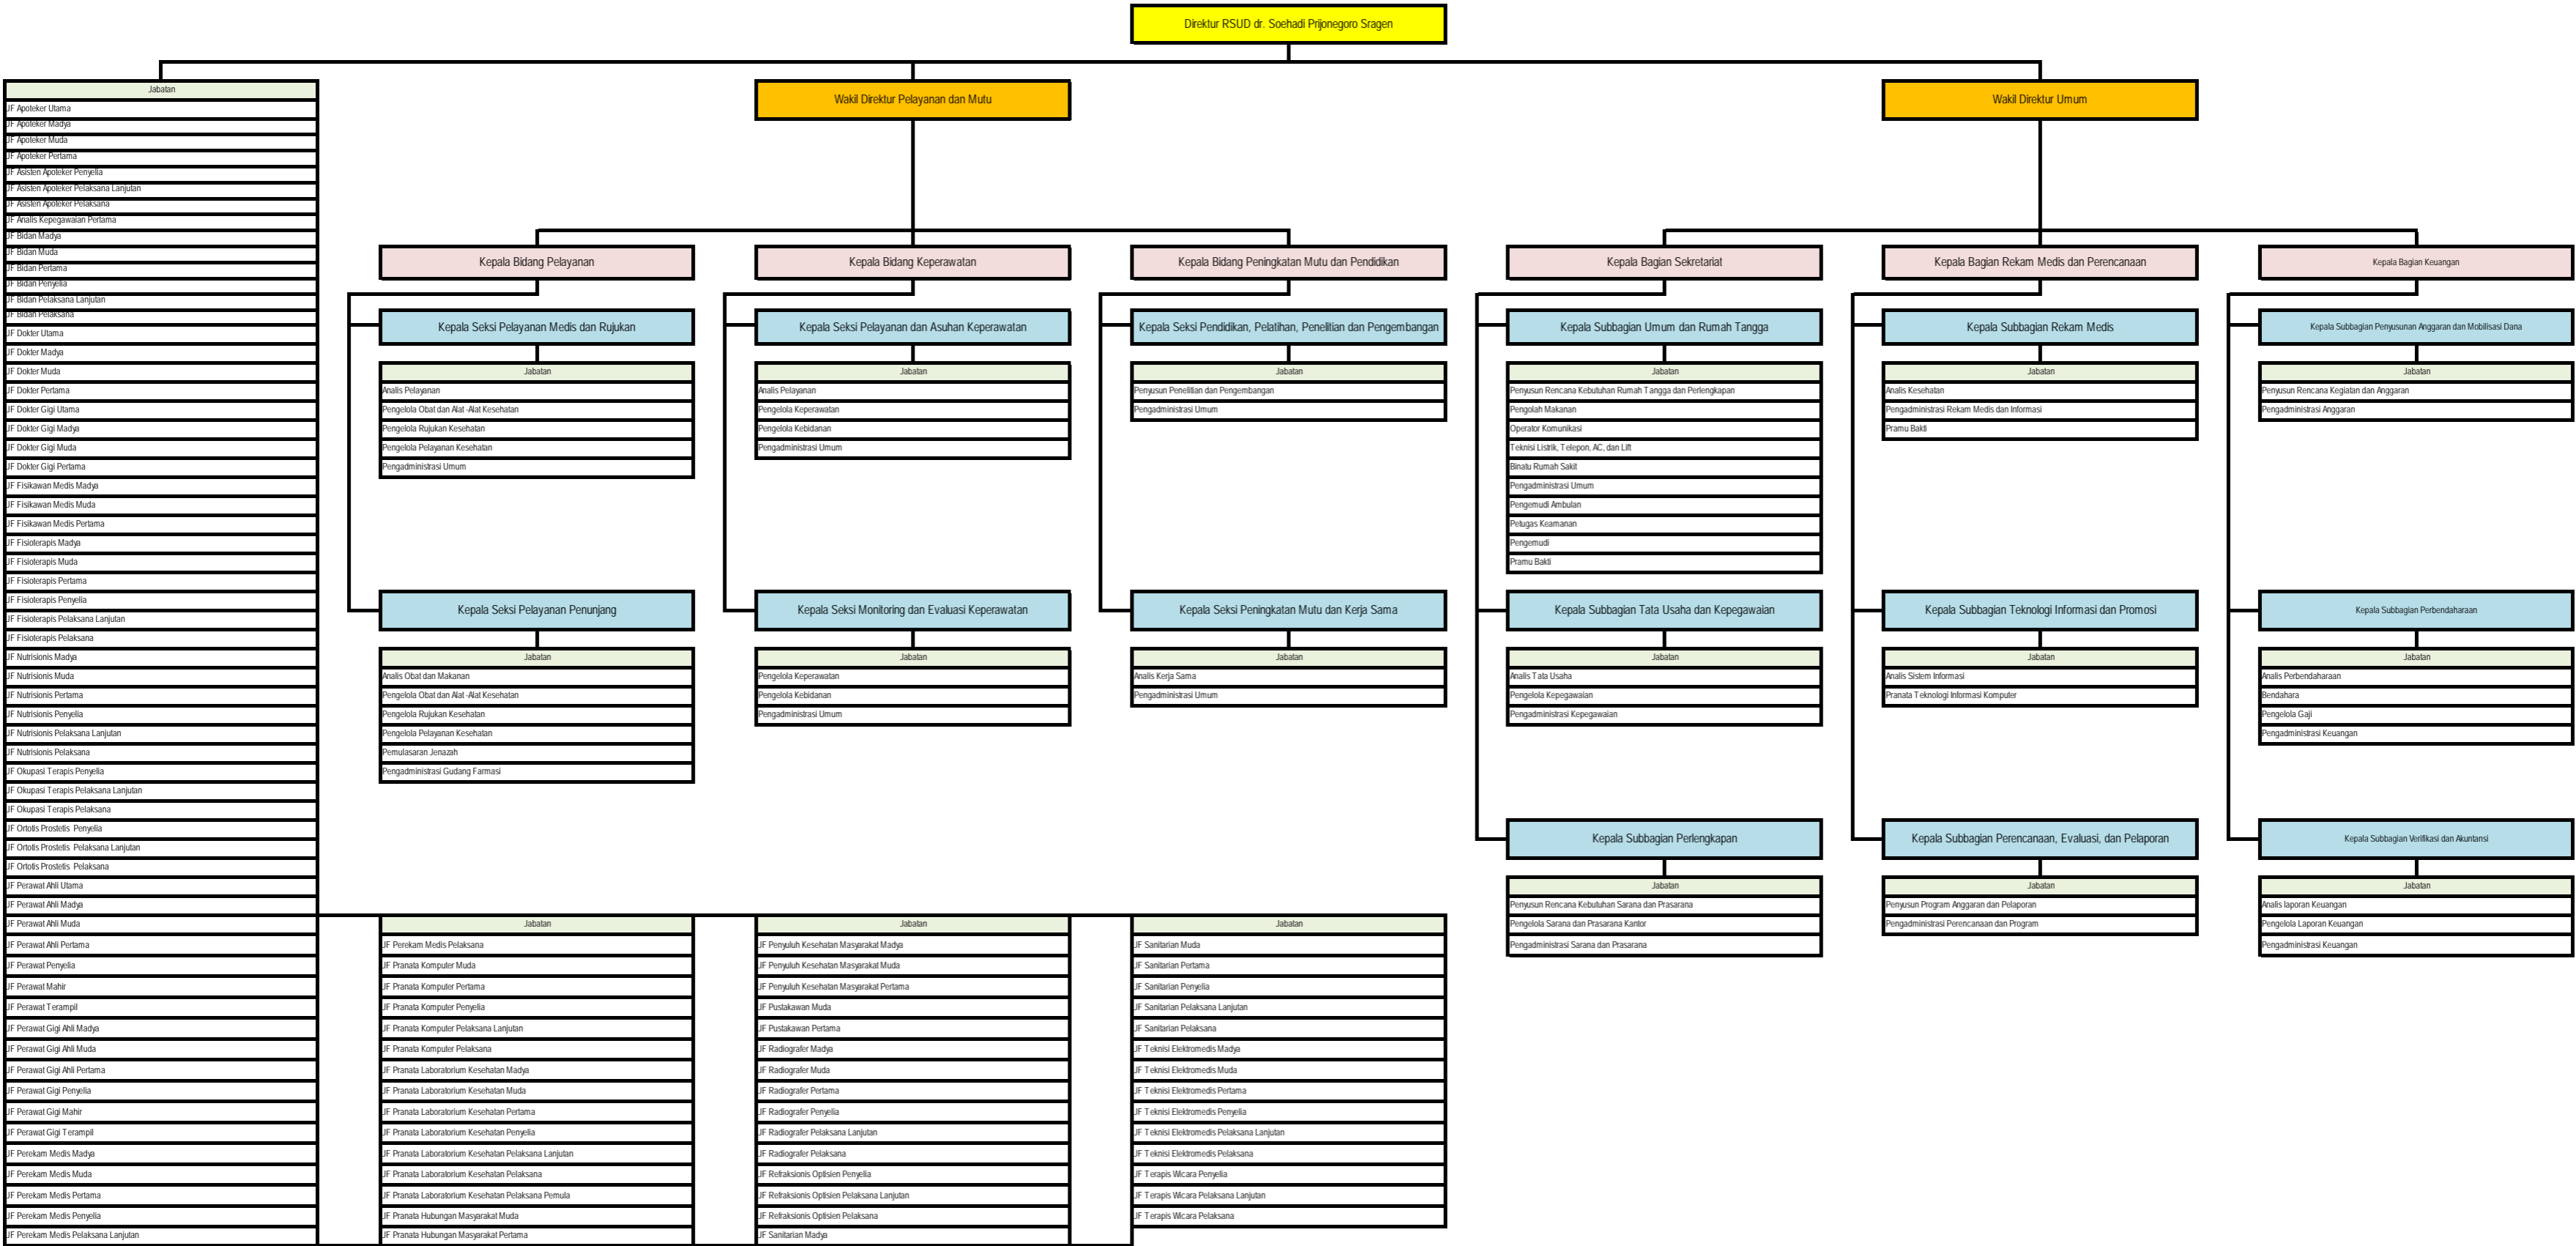 Direktur RSUD dr. Soehadi Prijonegoro Sragen
Jabatan
JF Apoteker Utama
JF Apoteker Madya
JF Apoteker Muda
JF Apoteker Pertama
JF Asisten Apoteker Penyelia
JF Asisten Apoteker Pelaksana Lanjutan
JF Asisten Apoteker Pelaksana
JF Analis Kepegawaian Pertama
JF Bidan Madya
JF Bidan Muda
JF Bidan Pertama
JF Bidan Penyelia
JF Bidan Pelaksana Lanjutan
JF Bidan Pelaksana
JF Dokter Utama
JF Dokter Madya
JF Dokter Muda
JF Dokter Pertama
JF Dokter Gigi Utama
JF Dokter Gigi Madya
JF Dokter Gigi Muda
JF Dokter Gigi Pertama
JF Fisikawan Medis Madya
JF Fisikawan Medis Muda
JF Fisikawan Medis Pertama
JF Fisioterapis Madya
JF Fisioterapis Muda
JF Fisioterapis Pertama
JF Fisioterapis Penyelia
JF Fisioterapis Pelaksana Lanjutan
JF Fisioterapis Pelaksana
JF Nutrisionis Madya
JF Nutrisionis Muda
JF Nutrisionis Pertama
JF Nutrisionis Penyelia
JF Nutrisionis Pelaksana Lanjutan
JF Nutrisionis Pelaksana
JF Okupasi Terapis Penyelia
JF Okupasi Terapis Pelaksana Lanjutan
JF Okupasi Terapis Pelaksana
JF Ortotis Prostetis Penyelia
JF Ortotis Prostetis Pelaksana Lanjutan
JF Ortotis Prostetis Pelaksana
JF Perawat Ahli Utama
JF Perawat Ahli Madya
JF Perawat Ahli Muda
JF Perawat Ahli Pertama
JF Perawat Penyelia
JF Perawat Mahir
JF Perawat Terampil
JF Perawat Gigi Ahli Madya
JF Perawat Gigi Ahli Muda
JF Perawat Gigi Ahli Pertama
JF Perawat Gigi Penyelia
JF Perawat Gigi Mahir
JF Perawat Gigi Terampil
JF Perekam Medis Madya
JF Perekam Medis Muda
JF Perekam Medis Pertama
JF Perekam Medis Penyelia
JF Perekam Medis Pelaksana Lanjutan
Jabatan
JF Perekam Medis Pelaksana
JF Pranata Komputer Muda
JF Pranata Komputer Pertama
JF Pranata Komputer Penyelia
JF Pranata Komputer Pelaksana Lanjutan
JF Pranata Komputer Pelaksana
JF Pranata Laboratorium Kesehatan Madya
JF Pranata Laboratorium Kesehatan Muda
JF Pranata Laboratorium Kesehatan Pertama
JF Pranata Laboratorium Kesehatan Penyelia
JF Pranata Laboratorium Kesehatan Pelaksana Lanjutan
JF Pranata Laboratorium Kesehatan Pelaksana
JF Pranata Laboratorium Kesehatan Pelaksana Pemula
JF Pranata Hubungan Masyarakat Muda
JF Pranata Hubungan Masyarakat Pertama
Jabatan
JF Penyuluh Kesehatan Masyarakat Madya
JF Penyuluh Kesehatan Masyarakat Muda
JF Penyuluh Kesehatan Masyarakat Pertama
JF Pustakawan Muda
JF Pustakawan Pertama
JF Radiografer Madya
JF Radiografer Muda
JF Radiografer Pertama
JF Radiografer Penyelia
JF Radiografer Pelaksana Lanjutan
JF Radiografer Pelaksana
JF Refraksionis Optisien Penyelia
JF Refraksionis Optisien Pelaksana Lanjutan
JF Refraksionis Optisien Pelaksana
JF Sanitarian Madya
Jabatan
JF Sanitarian Muda
JF Sanitarian Pertama
JF Sanitarian Penyelia
JF Sanitarian Pelaksana Lanjutan
JF Sanitarian Pelaksana
JF Teknisi Elektromedis Madya
JF Teknisi Elektromedis Muda
JF Teknisi Elektromedis Pertama
JF Teknisi Elektromedis Penyelia
JF Teknisi Elektromedis Pelaksana Lanjutan
JF Teknisi Elektromedis Pelaksana
JF Terapis Wicara Penyelia
JF Terapis Wicara Pelaksana Lanjutan
JF Terapis Wicara Pelaksana
Wakil Direktur Pelayanan dan Mutu
Kepala Bidang Pelayanan
Kepala Seksi Pelayanan Medis dan Rujukan
Jabatan
Analis Pelayanan
Pengelola Obat dan Alat -Alat Kesehatan
Pengelola Rujukan Kesehatan
Pengelola Pelayanan Kesehatan
Pengadministrasi Umum
Kepala Seksi Pelayanan Penunjang
Jabatan
Analis Obat dan Makanan
Pengelola Obat dan Alat -Alat Kesehatan
Pengelola Rujukan Kesehatan
Pengelola Pelayanan Kesehatan
Pemulasaran Jenazah
Pengadministrasi Gudang Farmasi
Kepala Bidang Keperawatan
Kepala Seksi Pelayanan dan Asuhan Keperawatan
Jabatan
Analis Pelayanan
Pengelola Keperawatan
Pengelola Kebidanan
Pengadministrasi Umum
Kepala Seksi Monitoring dan Evaluasi Keperawatan
Jabatan
Pengelola Keperawatan
Pengelola Kebidanan
Pengadministrasi Umum
Kepala Bidang Peningkatan Mutu dan Pendidikan
Kepala Seksi Pendidikan, Pelatihan, Penelitian dan Pengembangan
Jabatan
Penyusun Penelitian dan Pengembangan
Pengadministrasi Umum
Kepala Seksi Peningkatan Mutu dan Kerja Sama
Jabatan
Analis Kerja Sama
Pengadministrasi Umum
Wakil Direktur Umum
Kepala Bagian Sekretariat
Kepala Subbagian Umum dan Rumah Tangga
Jabatan
Penyusun Rencana Kebutuhan Rumah Tangga dan Perlengkapan
Pengolah Makanan
Operator Komunikasi
Teknisi Listrik, Telepon, AC, dan Lift
Binatu Rumah Sakit
Pengadministrasi Umum
Pengemudi Ambulan
Petugas Keamanan
Pengemudi
Pramu Bakti
Kepala Subbagian Tata Usaha dan Kepegawaian
Jabatan
Analis Tata Usaha
Pengelola Kepegawaian
Pengadministrasi Kepegawaian
Kepala Subbagian Perlengkapan
Jabatan
Penyusun Rencana Kebutuhan Sarana dan Prasarana
Pengelola Sarana dan Prasarana Kantor
Pengadministrasi Sarana dan Prasarana
Kepala Bagian Rekam Medis dan Perencanaan
Kepala Subbagian Rekam Medis
Jabatan
Analis Kesehatan
Pengadministrasi Rekam Medis dan Informasi
Pramu Bakti
Kepala Subbagian Teknologi Informasi dan Promosi
Jabatan
Analis Sistem Informasi
Pranata Teknologi Informasi Komputer
Kepala Subbagian Perencanaan, Evaluasi, dan Pelaporan
Jabatan
Penyusun Program Anggaran dan Pelaporan
Pengadministrasi Perencanaan dan Program
Kepala Bagian Keuangan
Kepala Subbagian Penyusunan Anggaran dan Mobilisasi Dana
Jabatan
Penyusun Rencana Kegiatan dan Anggaran
Pengadministrasi Anggaran
Kepala Subbagian Perbendaharaan
Jabatan
Analis Perbendaharaan
Bendahara
Pengelola Gaji
Pengadministrasi Keuangan
Kepala Subbagian Verifikasi dan Akuntansi
Jabatan
Analis laporan Keuangan
Pengelola Laporan Keuangan
Pengadministrasi Keuangan